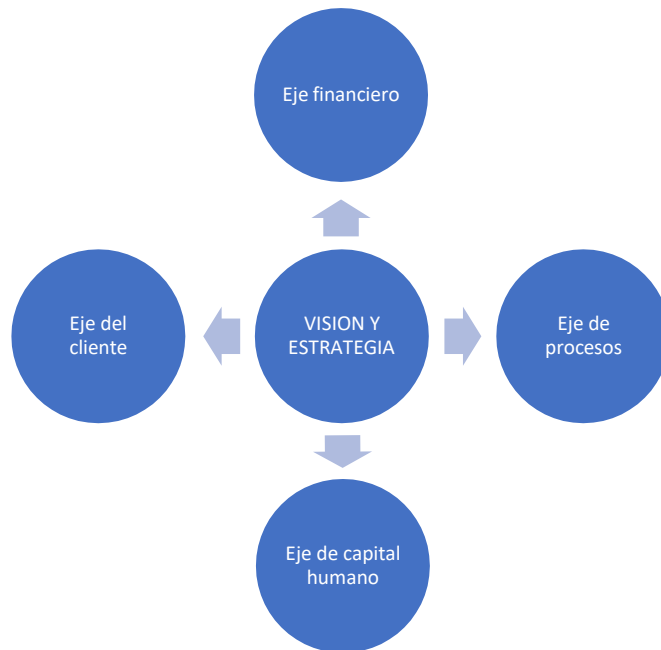 Eje financiero
Eje del
cliente
VISION Y
ESTRATEGIA
Eje de
procesos
Eje de capital
humano